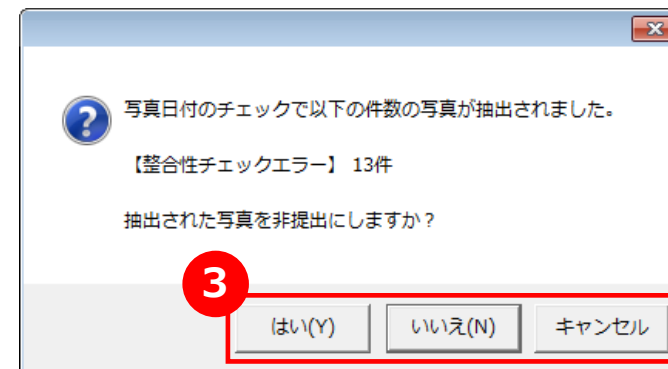 写真日付のチェックで以下の件数の写真が抽出されました。
【整合性チェックエラー】 13件
抽出された写真を非提出にしますか？
3
はい(Y) いいえ(N) キャンセル